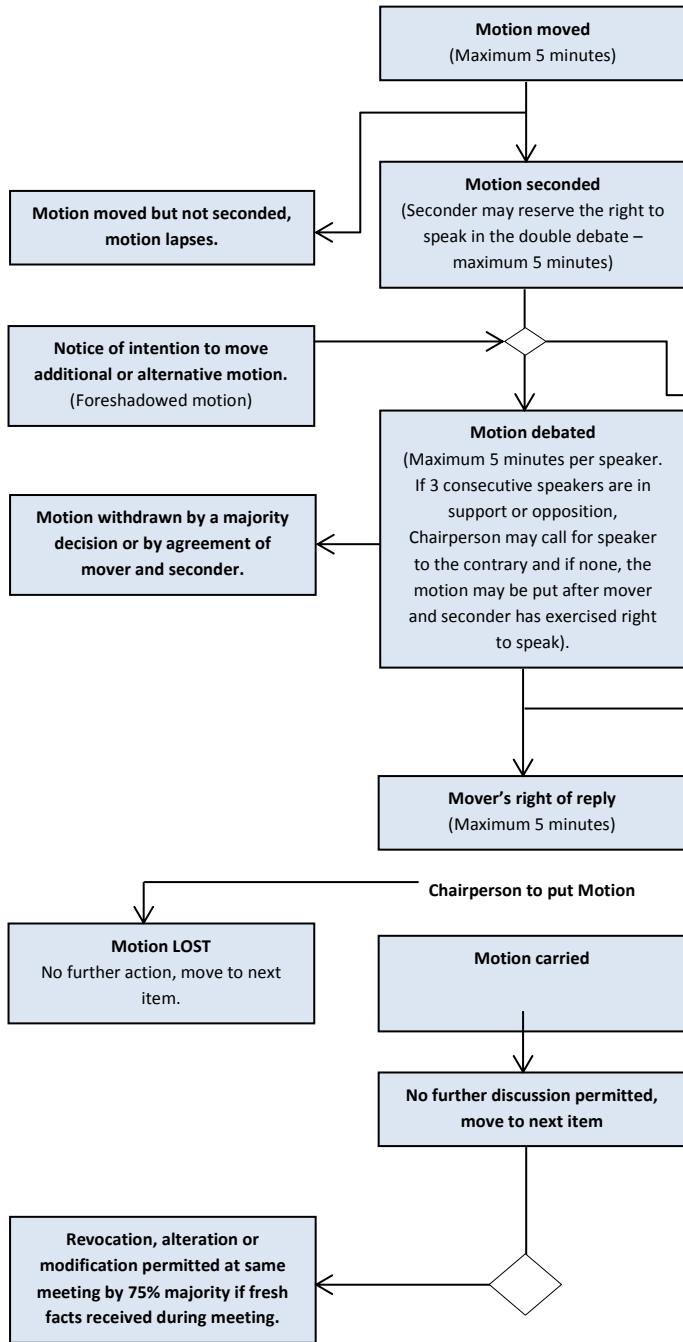 Motion moved
(Maximum 5 minutes)
Motion seconded
(Seconder may reserve the right to
speak in the double debate –
maximum 5 minutes)
Motion moved but not seconded,
motion lapses.
Notice of intention to move
additional or alternative motion.
(Foreshadowed motion)
Motion debated
(Maximum 5 minutes per speaker.
If 3 consecutive speakers are in
support or opposition,
Chairperson may call for speaker
to the contrary and if none, the
motion may be put after mover
and seconder has exercised right
to speak).
Motion withdrawn by a majority
decision or by agreement of
mover and seconder.
Mover’s right of reply
(Maximum 5 minutes)
Chairperson to put Motion
Motion LOST
No further action, move to next
item.
Motion carried
No further discussion permitted,
move to next item
Revocation, alteration or
modification permitted at same
meeting by 75% majority if fresh
facts received during meeting.